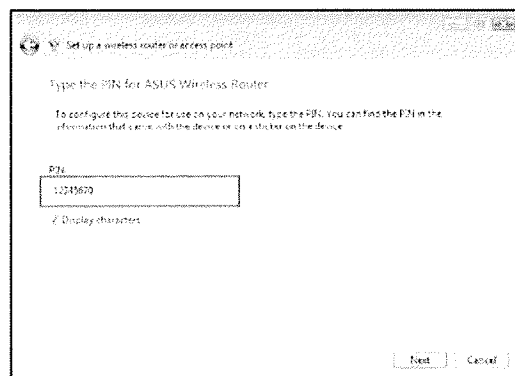 Set up a wireless router or access point
Type the PIN for ASUS Wireless Router
To configure this device for use on your network, type the PIN. You can find the PIN in the
information that came with the device or on a sticker on the device.
PIN:
12345670
Display characters
Next Cancel